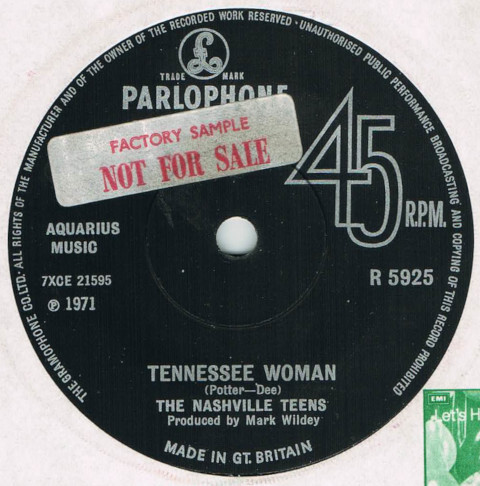 THE GRAMOPHONE CO. LTD. ALL RIGHTS OF THE MANUFACTURER AND OF THE OWNER OF THE RECORDED WORK RESERVED · UNAUTHORISED PUBLIC PERFORMANCE BROADCASTING AND COPYING OF THIS RECORD PROHIBITED
£
TRADE MARK
PARLOPHONE
FACTORY SAMPLE
NOT FOR SALE
45
R.P.M.
AQUARIUS
MUSIC
7XCE 21595
R 5925
℗ 1971
TENNESSEE WOMAN
(Potter—Dee)
THE NASHVILLE TEENS
Produced by Mark Wildey
MADE IN GT. BRITAIN
EMI
Let's H